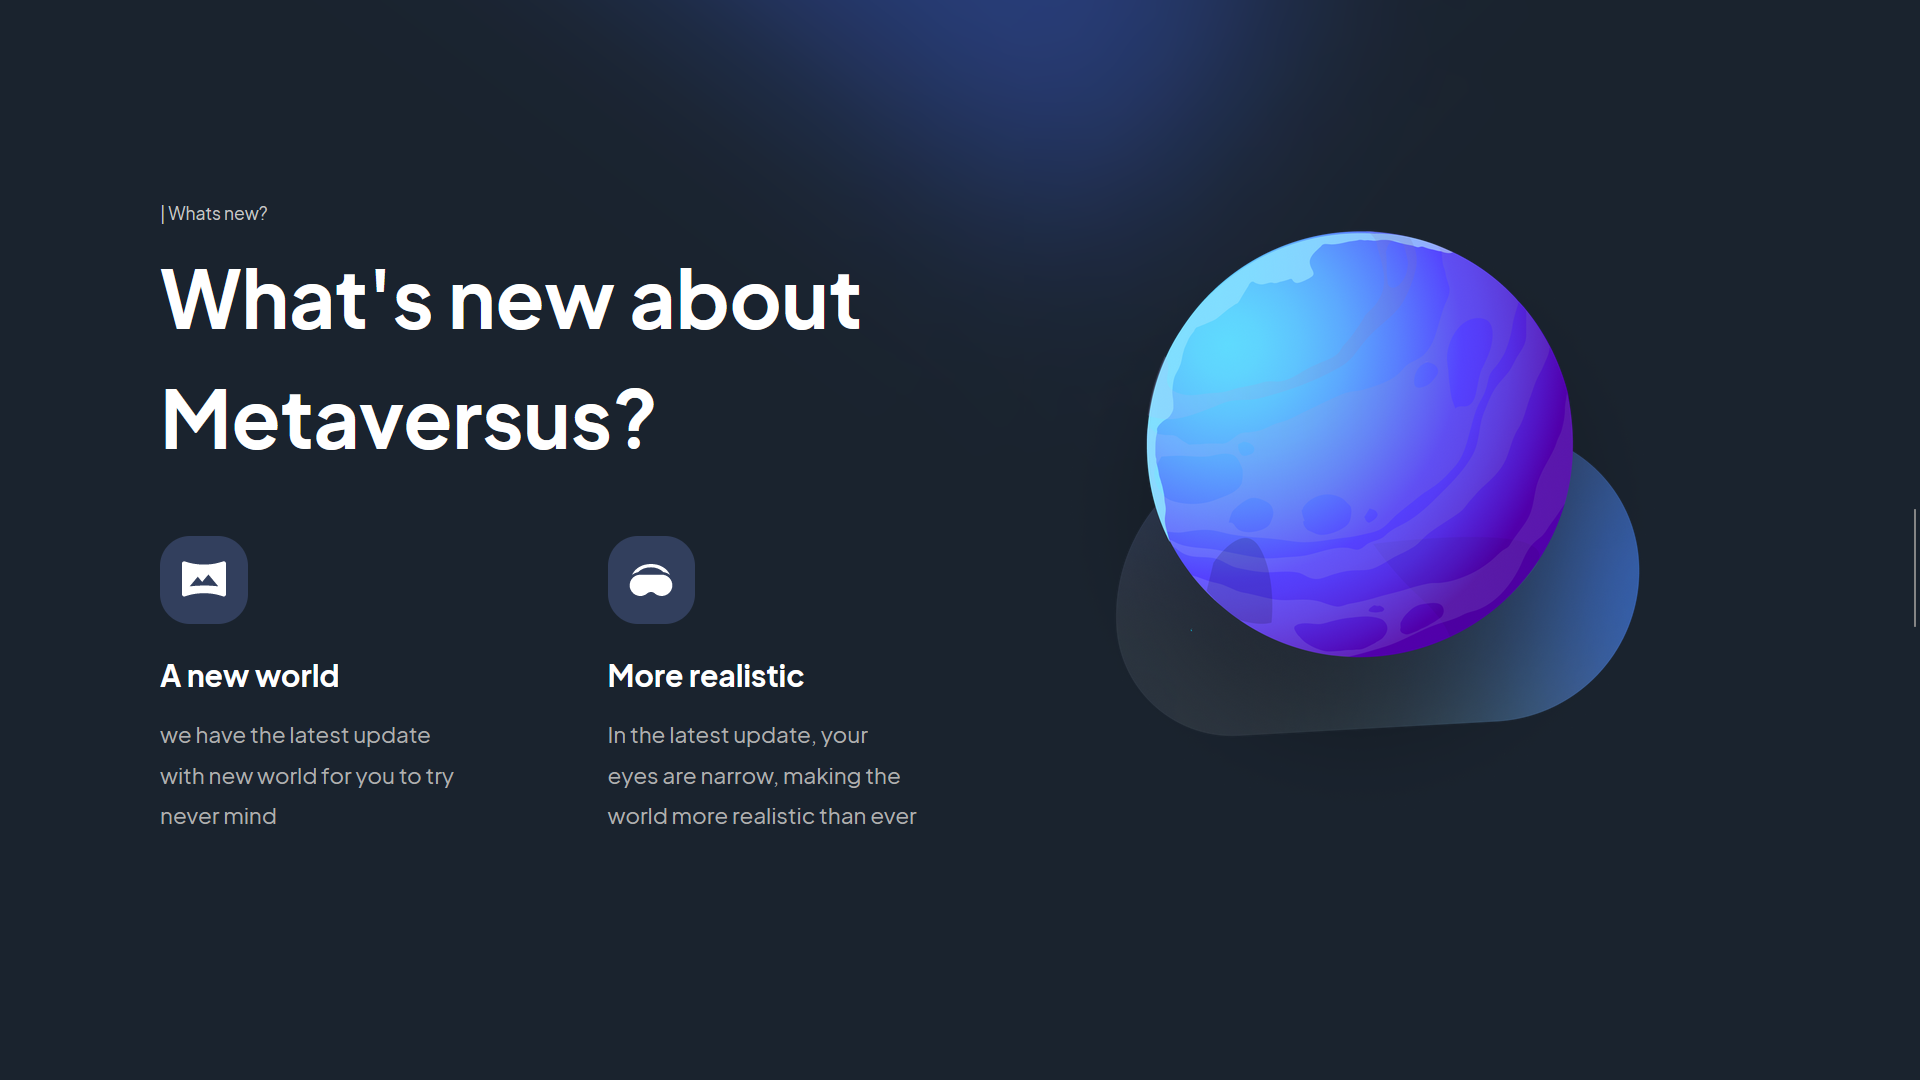 | Whats new?
What's new about
Metaversus?
A new world
we have the latest update
with new world for you to try
never mind
More realistic
In the latest update, your
eyes are narrow, making the
world more realistic than ever